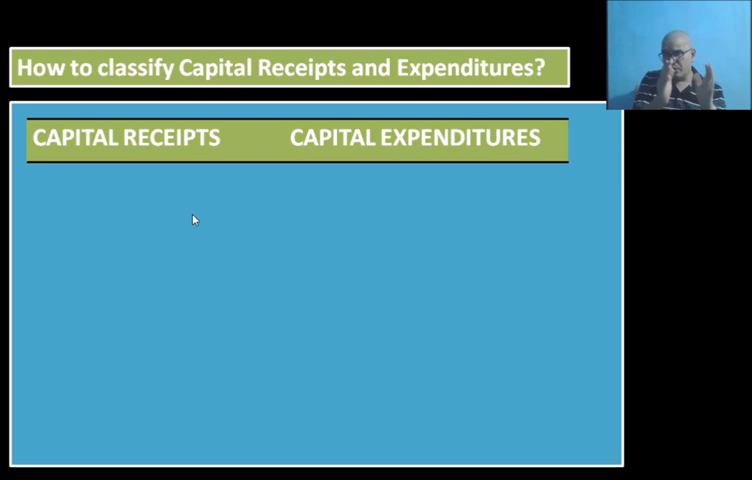 How to classify Capital Receipts and Expenditures?
CAPITAL RECEIPTS CAPITAL EXPENDITURES